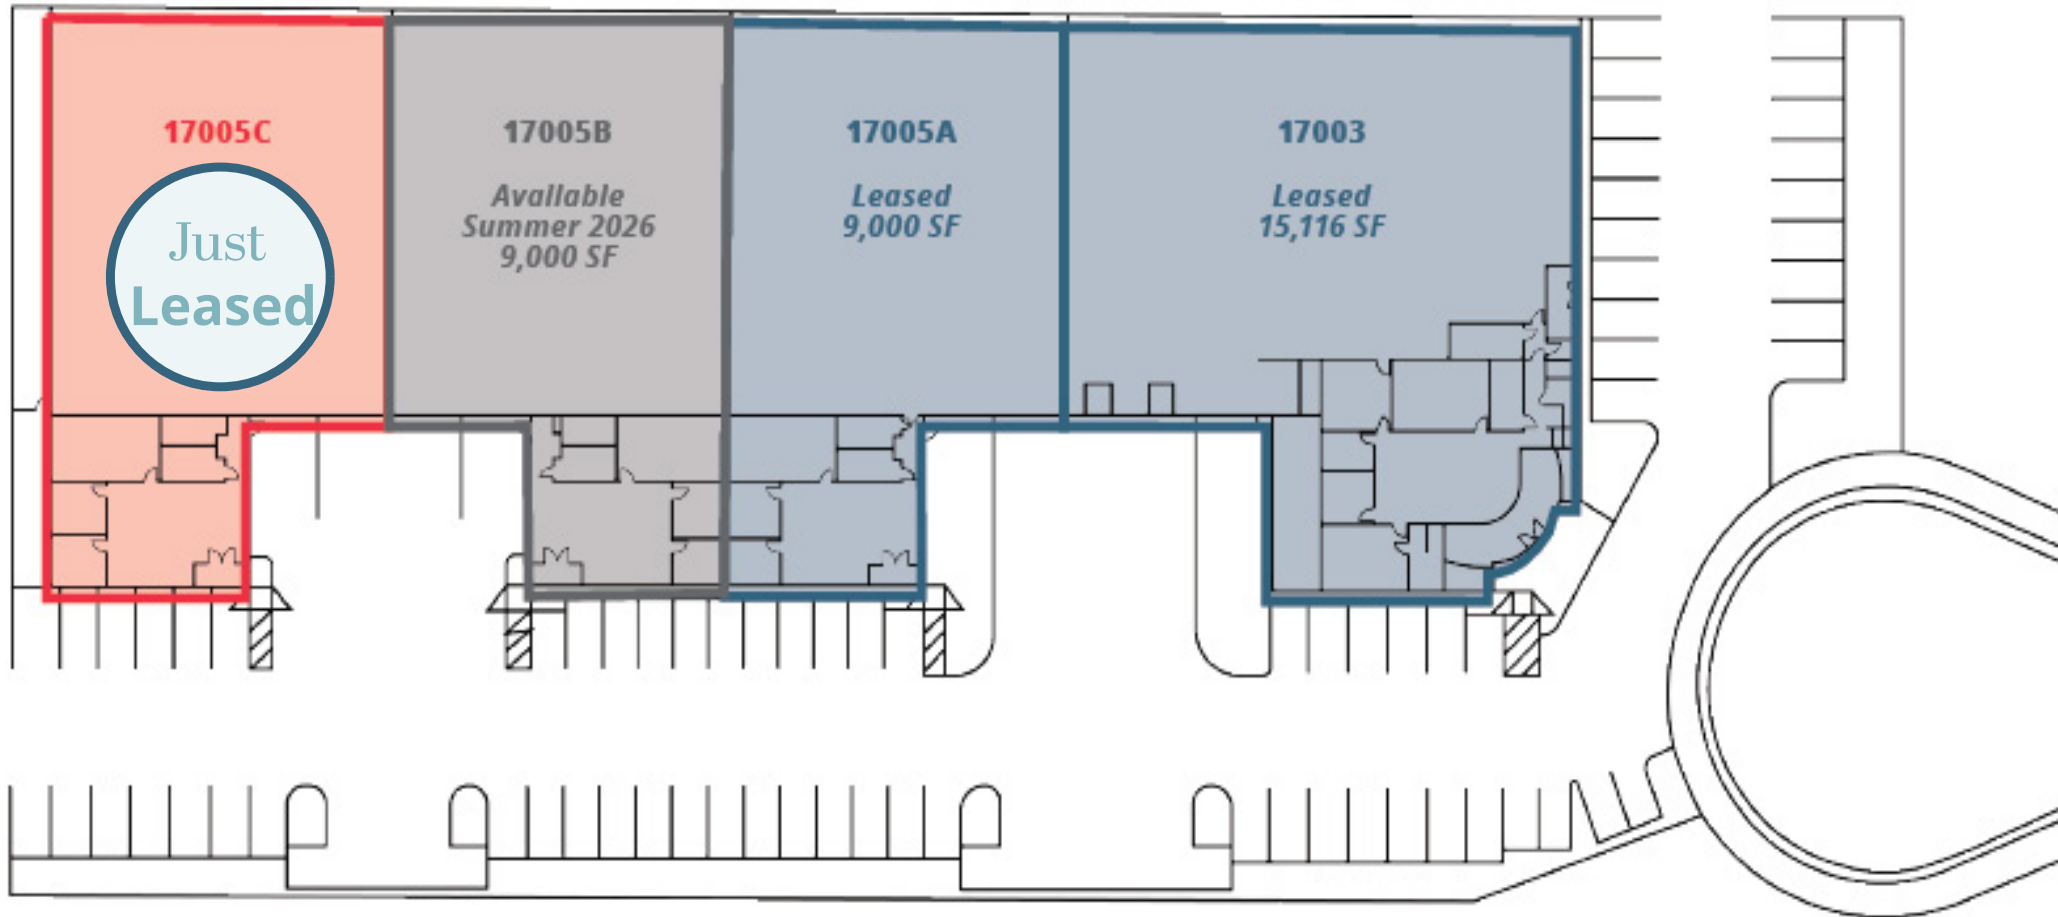 17005C
Just
Leased
17005B
Available
Summer 2026
9,000 SF
17005A
Leased
9,000 SF
17003
Leased
15,116 SF